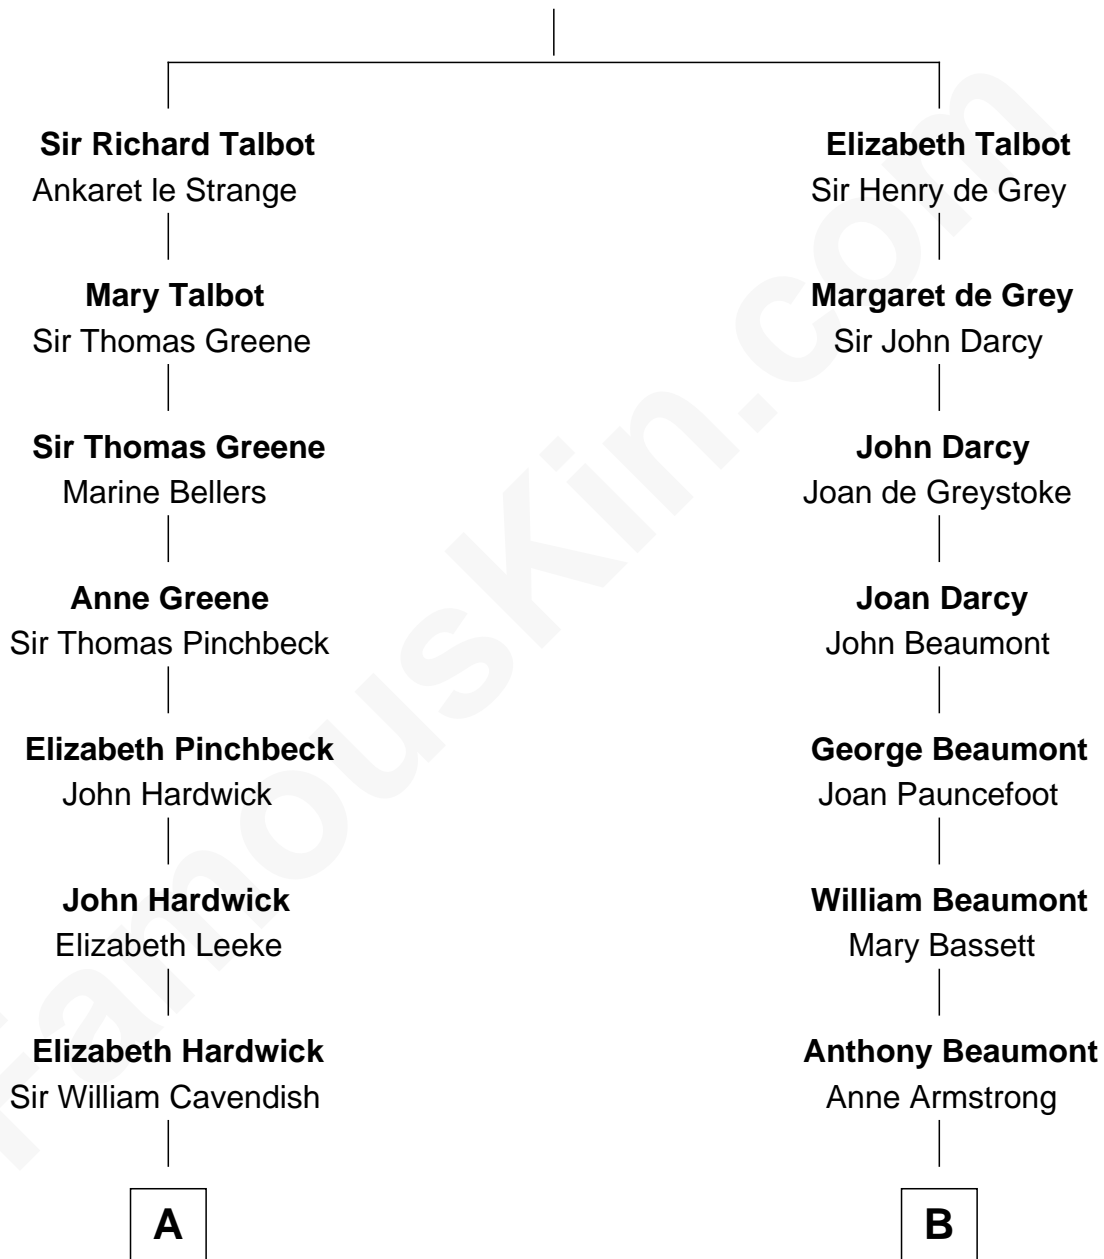 Sir Richard Talbot
Ankaret le Strange
Mary Talbot
Sir Thomas Greene
Sir Thomas Greene
Marine Bellers
Anne Greene
Sir Thomas Pinchbeck
Elizabeth Pinchbeck
John Hardwick
John Hardwick
Elizabeth Leeke
Elizabeth Hardwick
Sir William Cavendish
A
Elizabeth Talbot
Sir Henry de Grey
Margaret de Grey
Sir John Darcy
John Darcy
Joan de Greystoke
Joan Darcy
John Beaumont
George Beaumont
Joan Pauncefoot
William Beaumont
Mary Bassett
Anthony Beaumont
Anne Armstrong
B
FamousKin.com